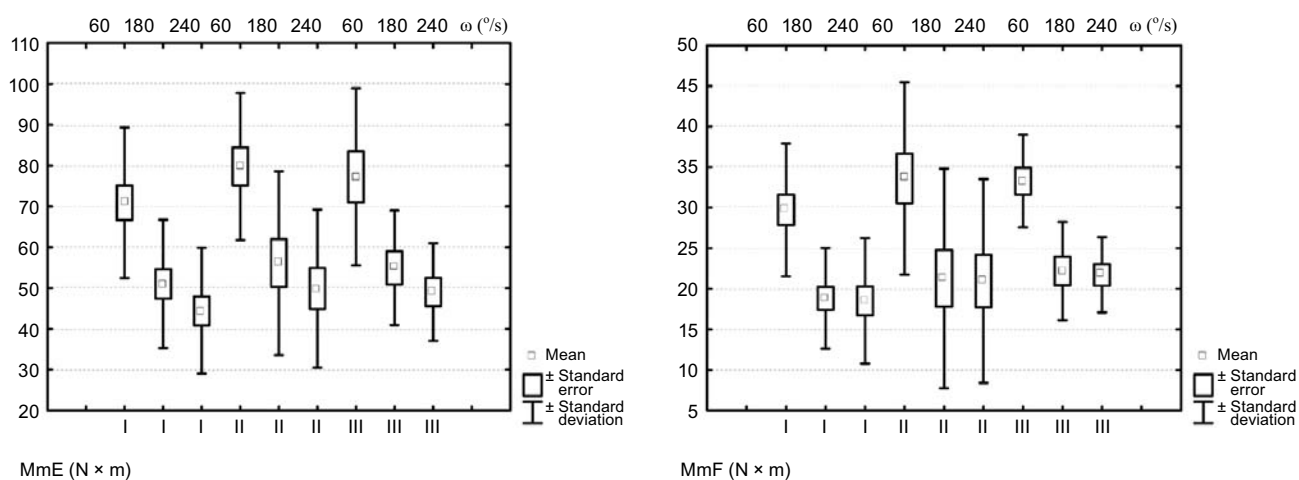 60 180 240 60 180 240 60 180 240 ω (°/s)
110
100
90
80
70
60
50
40
30
20
I I I II II II III III III
Mean
± Standard
error
± Standard
deviation
MmE (N × m)
60 180 240 60 180 240 60 180 240 ω (°/s)
50
45
40
35
30
25
20
15
10
5
I I I II II II III III III
Mean
± Standard
error
± Standard
deviation
MmF (N × m)